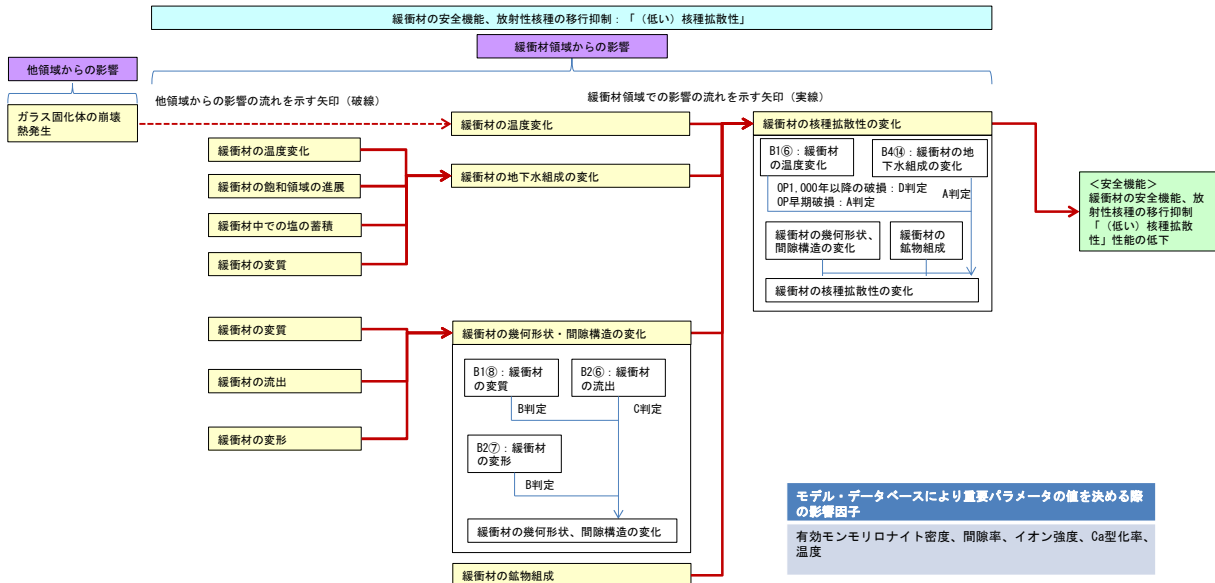 緩衝材の安全機能、放射性核種の移行抑制：「（低い）核種拡散性」
緩衝材領域からの影響
他領域からの影響
他領域からの影響の流れを示す矢印（破線）
緩衝材領域での影響の流れを示す矢印（実線）
ガラス固化体の崩壊
熱発生
緩衝材の温度変化
緩衝材の核種拡散性の変化
緩衝材の温度変化
緩衝材の飽和領域の進展
緩衝材中での塩の蓄積
緩衝材の変質
緩衝材の地下水組成の変化
B1⑥：緩衝材
の温度変化
B4⑭：緩衝材の地
下水組成の変化
OP1,000年以降の破損：D判定
OP早期破損：A判定
A判定
緩衝材の幾何形状、
間隙構造の変化
緩衝材の
鉱物組成
緩衝材の核種拡散性の変化
＜安全機能＞
緩衝材の安全機能、放
射性核種の移行抑制
「（低い）核種拡散
性」性能の低下
緩衝材の変質
緩衝材の流出
緩衝材の変形
緩衝材の幾何形状・間隙構造の変化
B1⑧：緩衝材
の変質
B2⑥：緩衝材
の流出
B判定
C判定
B2⑦：緩衝材
の変形
B判定
緩衝材の幾何形状、間隙構造の変化
緩衝材の鉱物組成
モデル・データベースにより重要パラメータの値を決める際
の影響因子
有効モンモリロナイト密度、間隙率、イオン強度、Ca型化率、
温度